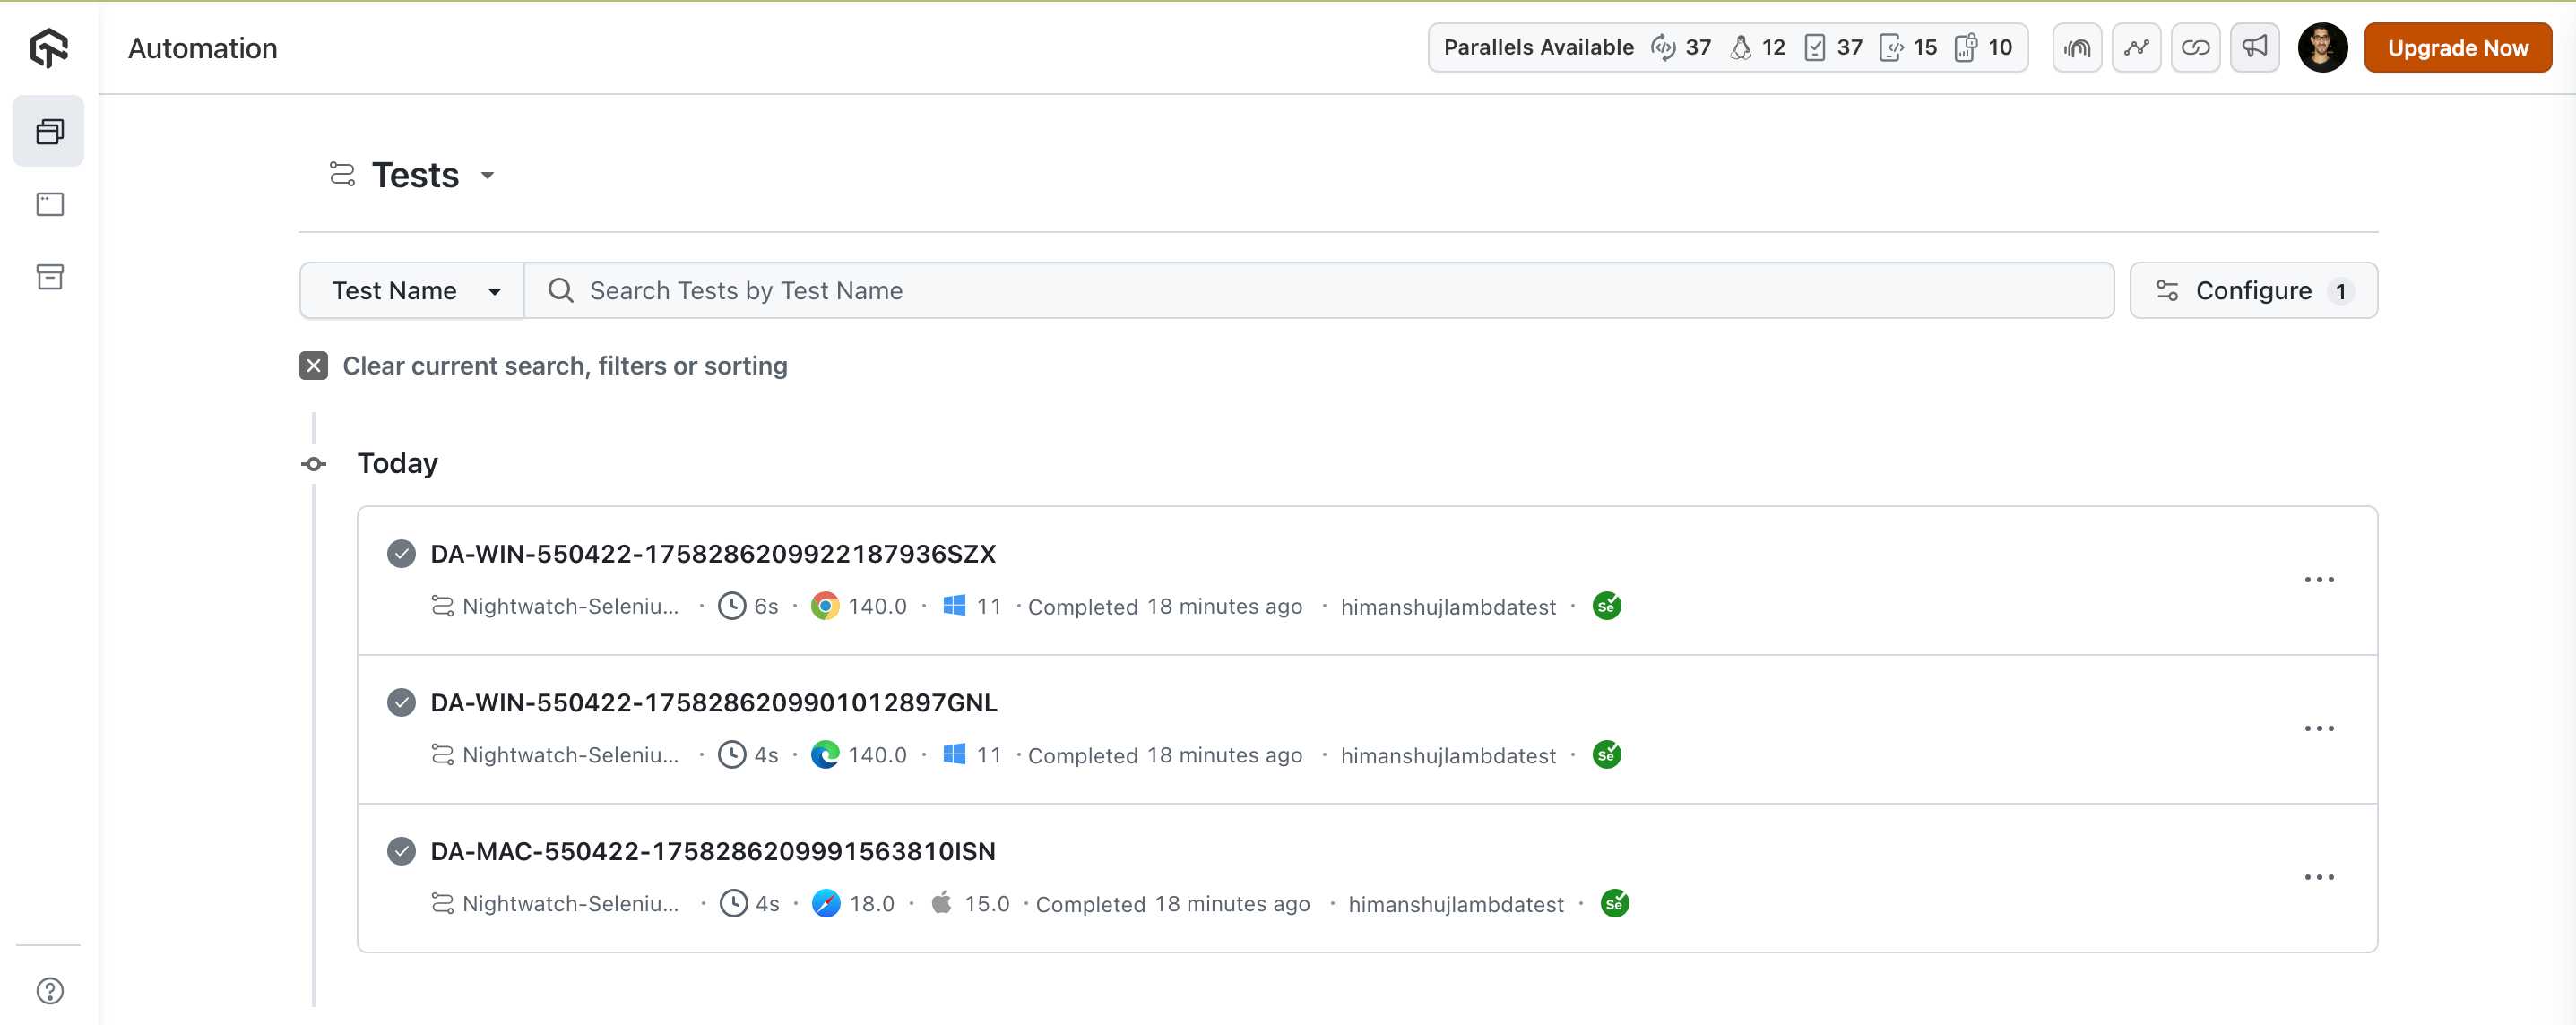 Automation
Parallels Available 37 12 37 15 10
Upgrade Now
Tests
Test Name
Search Tests by Test Name
Configure 1
Clear current search, filters or sorting
Today
DA-WIN-550422-1758286209922187936SZX
Nightwatch-Seleniu... · 6s · 140.0 · 11 · Completed 18 minutes ago · himanshujlambdatest · Se
DA-WIN-550422-1758286209901012897GNL
Nightwatch-Seleniu... · 4s · 140.0 · 11 · Completed 18 minutes ago · himanshujlambdatest · Se
DA-MAC-550422-1758286209991563810ISN
Nightwatch-Seleniu... · 4s · 18.0 · 15.0 · Completed 18 minutes ago · himanshujlambdatest · Se